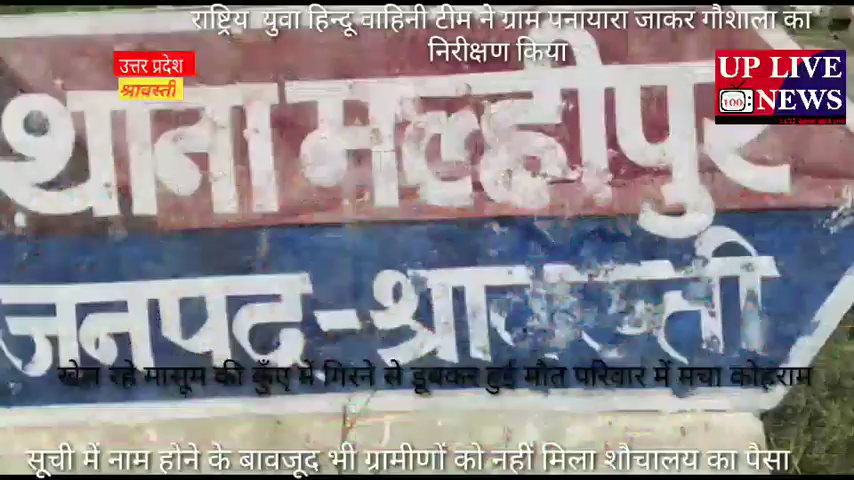 राष्ट्रिय युवा हिन्दू वाहिनी टीम ने ग्राम पनायारा जाकर गौशाला का
निरीक्षण किया
उत्तर प्रदेश
श्रावस्ती
UP LIVE
100 NEWS
थाना मल्हीपुर
जनपद-श्रावस्ती
खेल रहे मासूम की कुँए में गिरने से डूबकर हुई मौत परिवार में मचा कोहराम
सूची में नाम होने के बावजूद भी ग्रामीणों को नहीं मिला शौचालय का पैसा